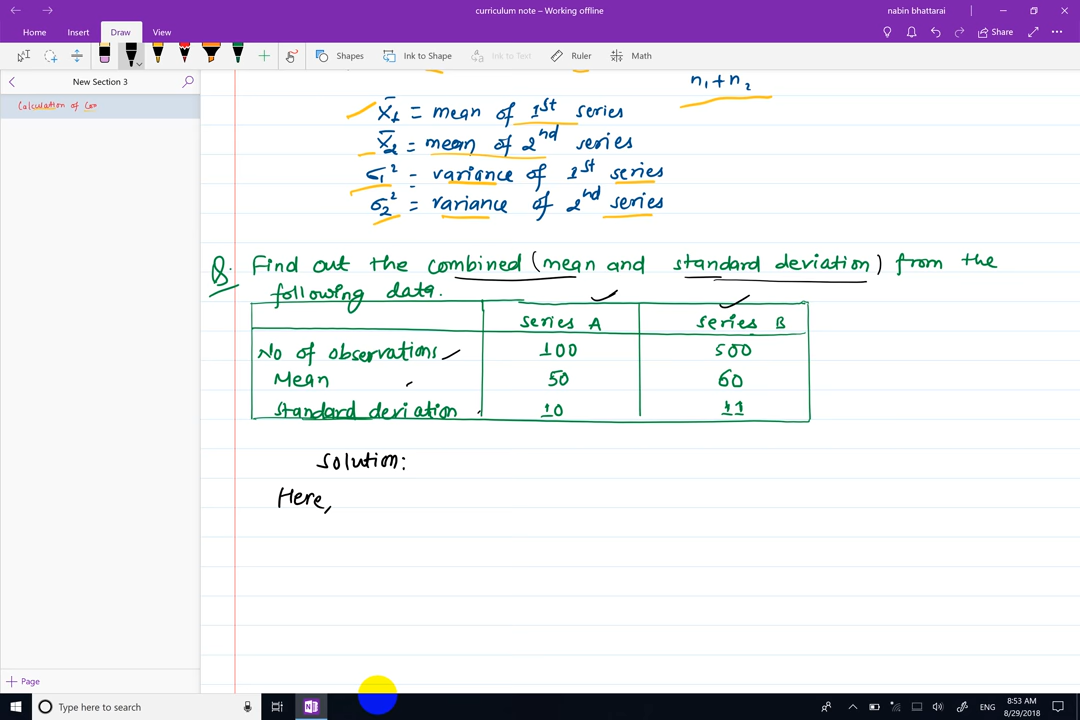 curriculum note – Working offline
nabin bhattarai
Home Insert Draw View
Share
Shapes Ink to Shape Ink to Text Ruler Math
New Section 3
Calculation of Com
n₁+n₂
X̄₁ = mean of 1st series
X̄₂ = mean of 2nd series
σ₁² = variance of 1st series
σ₂² = variance of 2nd series
Q. Find out the combined (mean and standard deviation) from the
following data.
series A series B
No of observations 100 500
Mean 50 60
Standard deviation 10 11
Solution:
Here,
Page
Type here to search
ENG
8:53 AM
8/29/2018